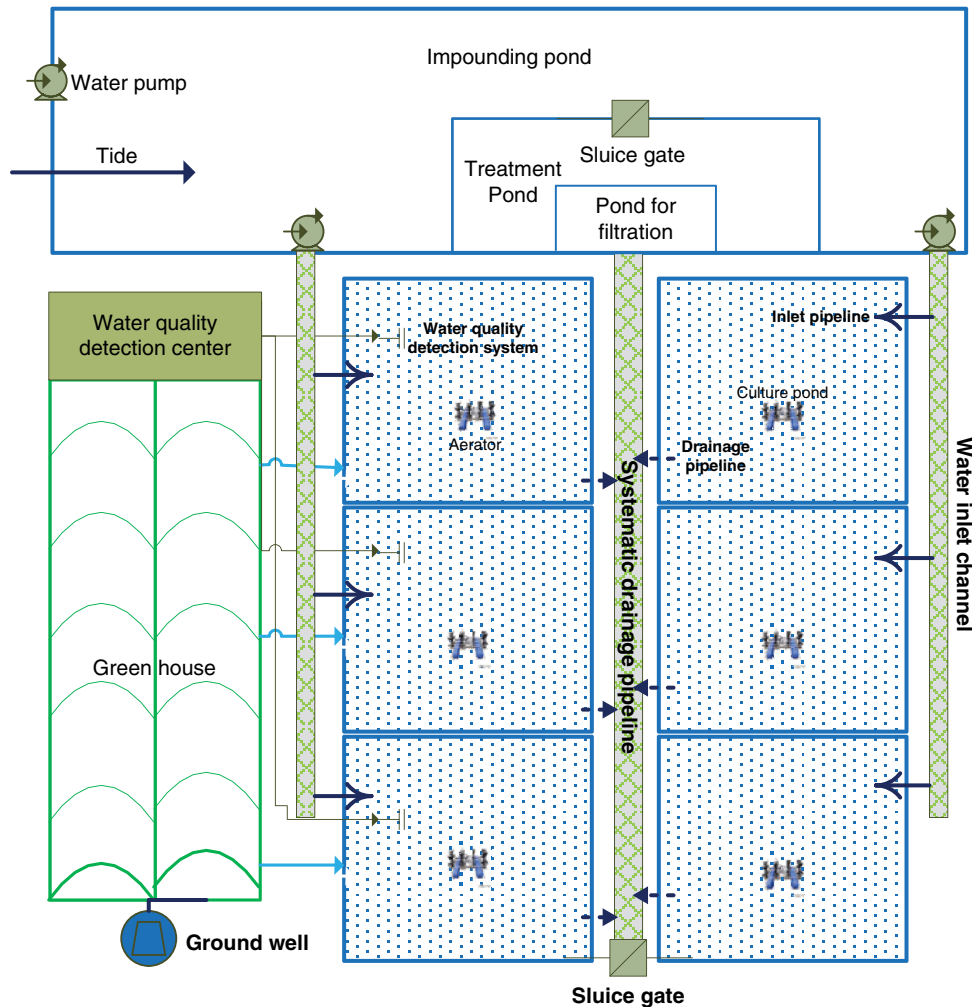 Impounding pond
Water pump
Tide
Sluice gate
Treatment
Pond
Pond for
filtration
Water quality
detection center
Water quality
detection system
Inlet pipeline
Culture pond
Aerator
Drainage
pipeline
Systematic drainage pipeline
Water inlet channel
Green house
Ground well
Sluice gate